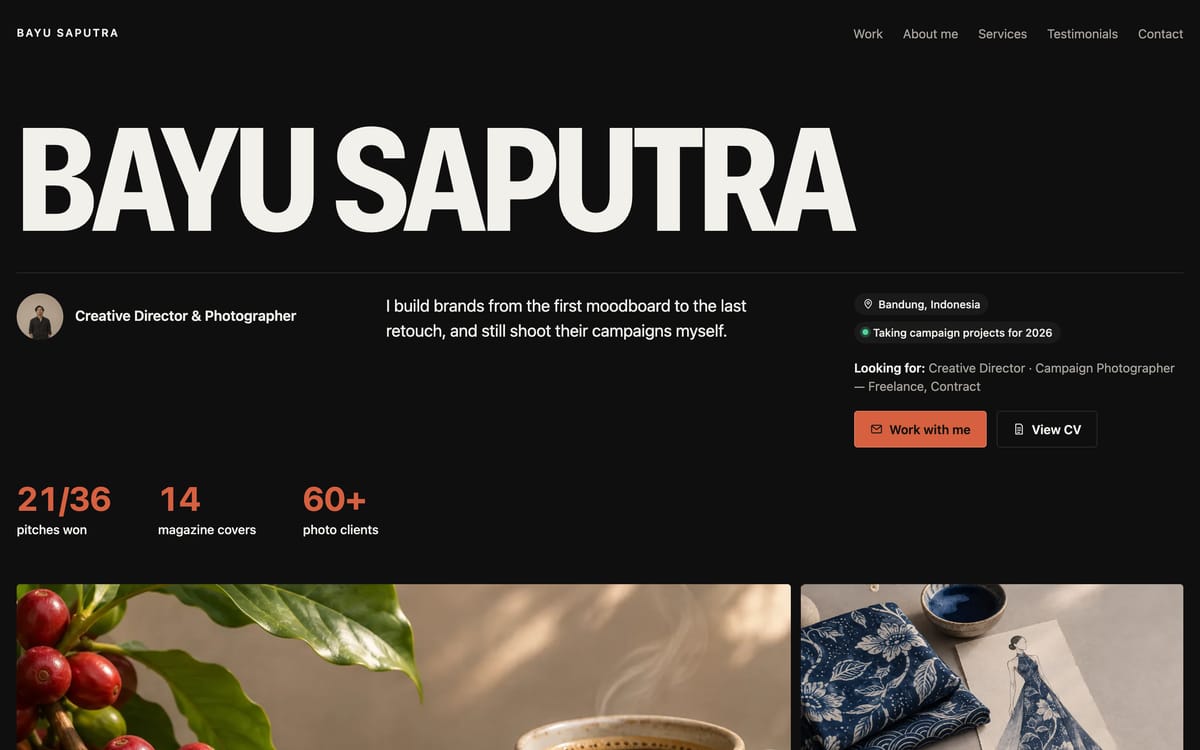 BAYU SAPUTRA
Work
About me
Services
Testimonials
Contact
BAYU SAPUTRA
Creative Director & Photographer
I build brands from the first moodboard to the last
retouch, and still shoot their campaigns myself.
Bandung, Indonesia
Taking campaign projects for 2026
Looking for: Creative Director · Campaign Photographer
— Freelance, Contract
Work with me
View CV
21/36
pitches won
14
magazine covers
60+
photo clients